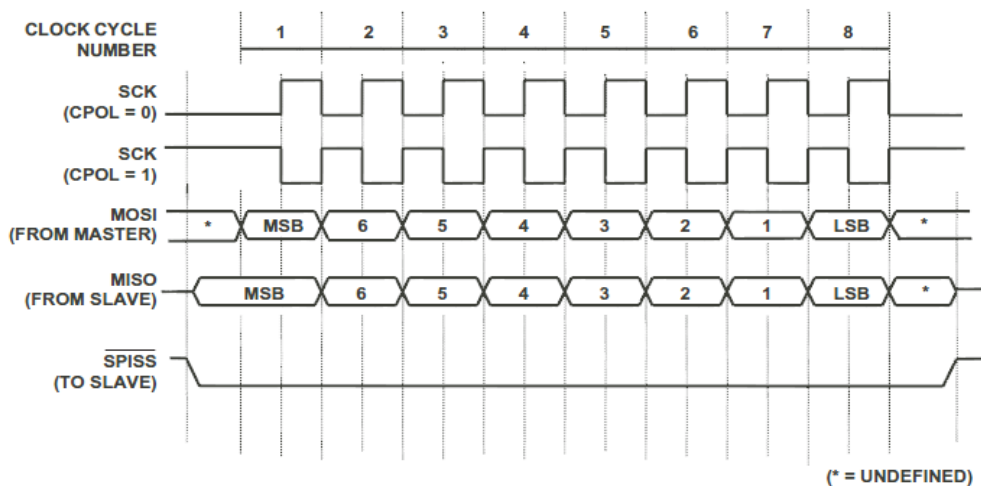 CLOCK CYCLE
NUMBER
1 2 3 4 5 6 7 8
SCK
(CPOL = 0)
SCK
(CPOL = 1)
MOSI
(FROM MASTER)
* MSB 6 5 4 3 2 1 LSB *
MISO
(FROM SLAVE)
MSB 6 5 4 3 2 1 LSB *
SPISS
(TO SLAVE)
(* = UNDEFINED)